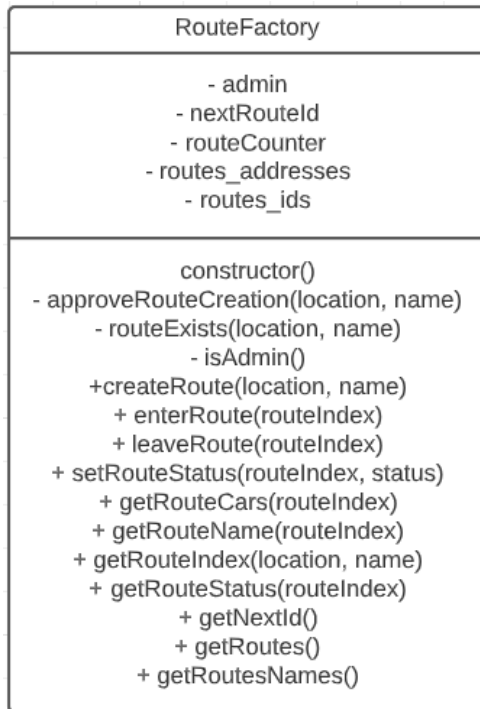 RouteFactory
- admin
- nextRouteId
- routeCounter
- routes_addresses
- routes_ids
constructor()
- approveRouteCreation(location, name)
- routeExists(location, name)
- isAdmin()
+createRoute(location, name)
+ enterRoute(routeIndex)
+ leaveRoute(routeIndex)
+ setRouteStatus(routeIndex, status)
+ getRouteCars(routeIndex)
+ getRouteName(routeIndex)
+ getRouteIndex(location, name)
+ getRouteStatus(routeIndex)
+ getNextId()
+ getRoutes()
+ getRoutesNames()